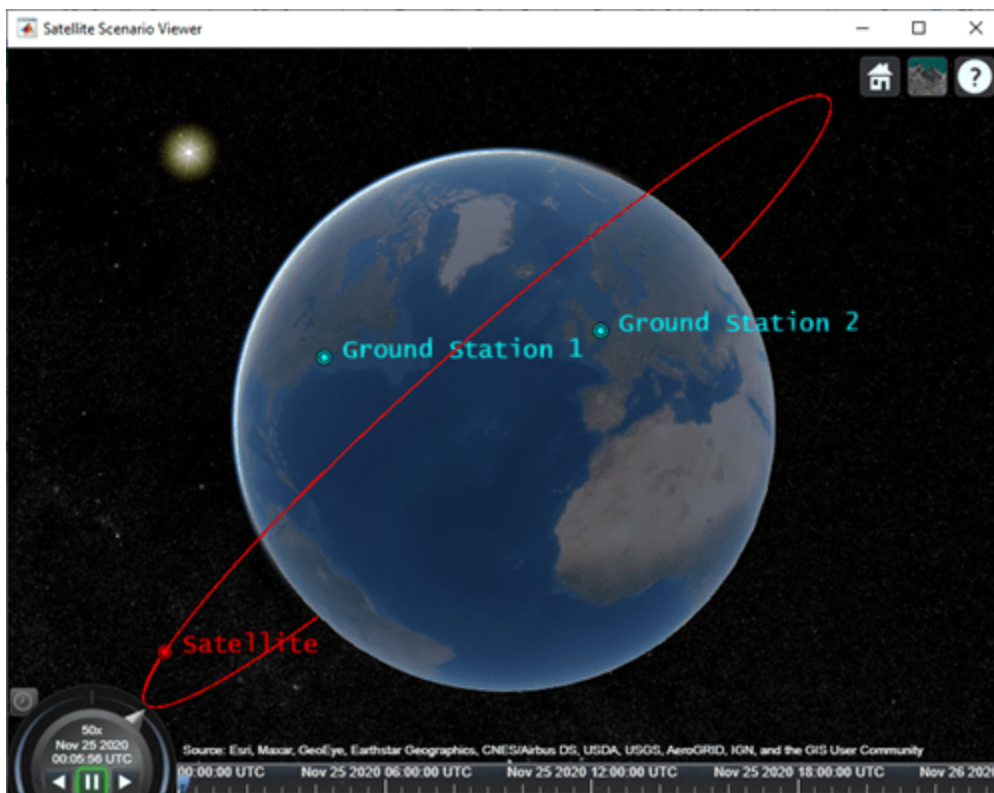 Satellite Scenario Viewer
?
Ground Station 2
Ground Station 1
Satellite
50x
Nov 25 2020
00:05:56 UTC
Source: Esri, Maxar, GeoEye, Earthstar Geographics, CNES/Airbus DS, USDA, USGS, AeroGRID, IGN, and the GIS User Community
00:00:00 UTC Nov 25 2020 06:00:00 UTC Nov 25 2020 12:00:00 UTC Nov 25 2020 18:00:00 UTC Nov 26 2020